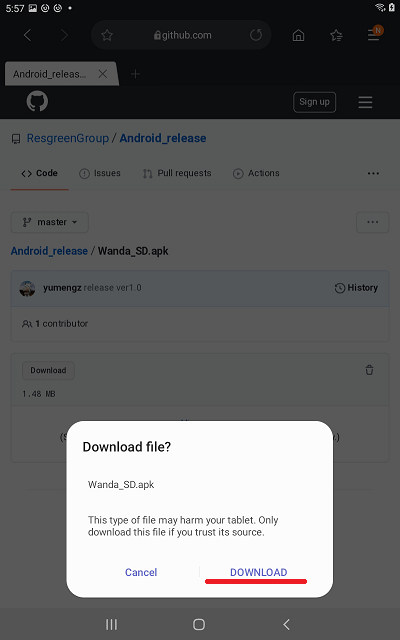 5:57
github.com
N
Android_releas...
Sign up
ResgreenGroup / Android_release
Code Issues Pull requests Actions
master
Android_release / Wanda_SD.apk
yumengz release ver1.0 History
1 contributor
Download
1.48 MB
Download file?
Wanda_SD.apk
This type of file may harm your tablet. Only
download this file if you trust its source.
Cancel DOWNLOAD